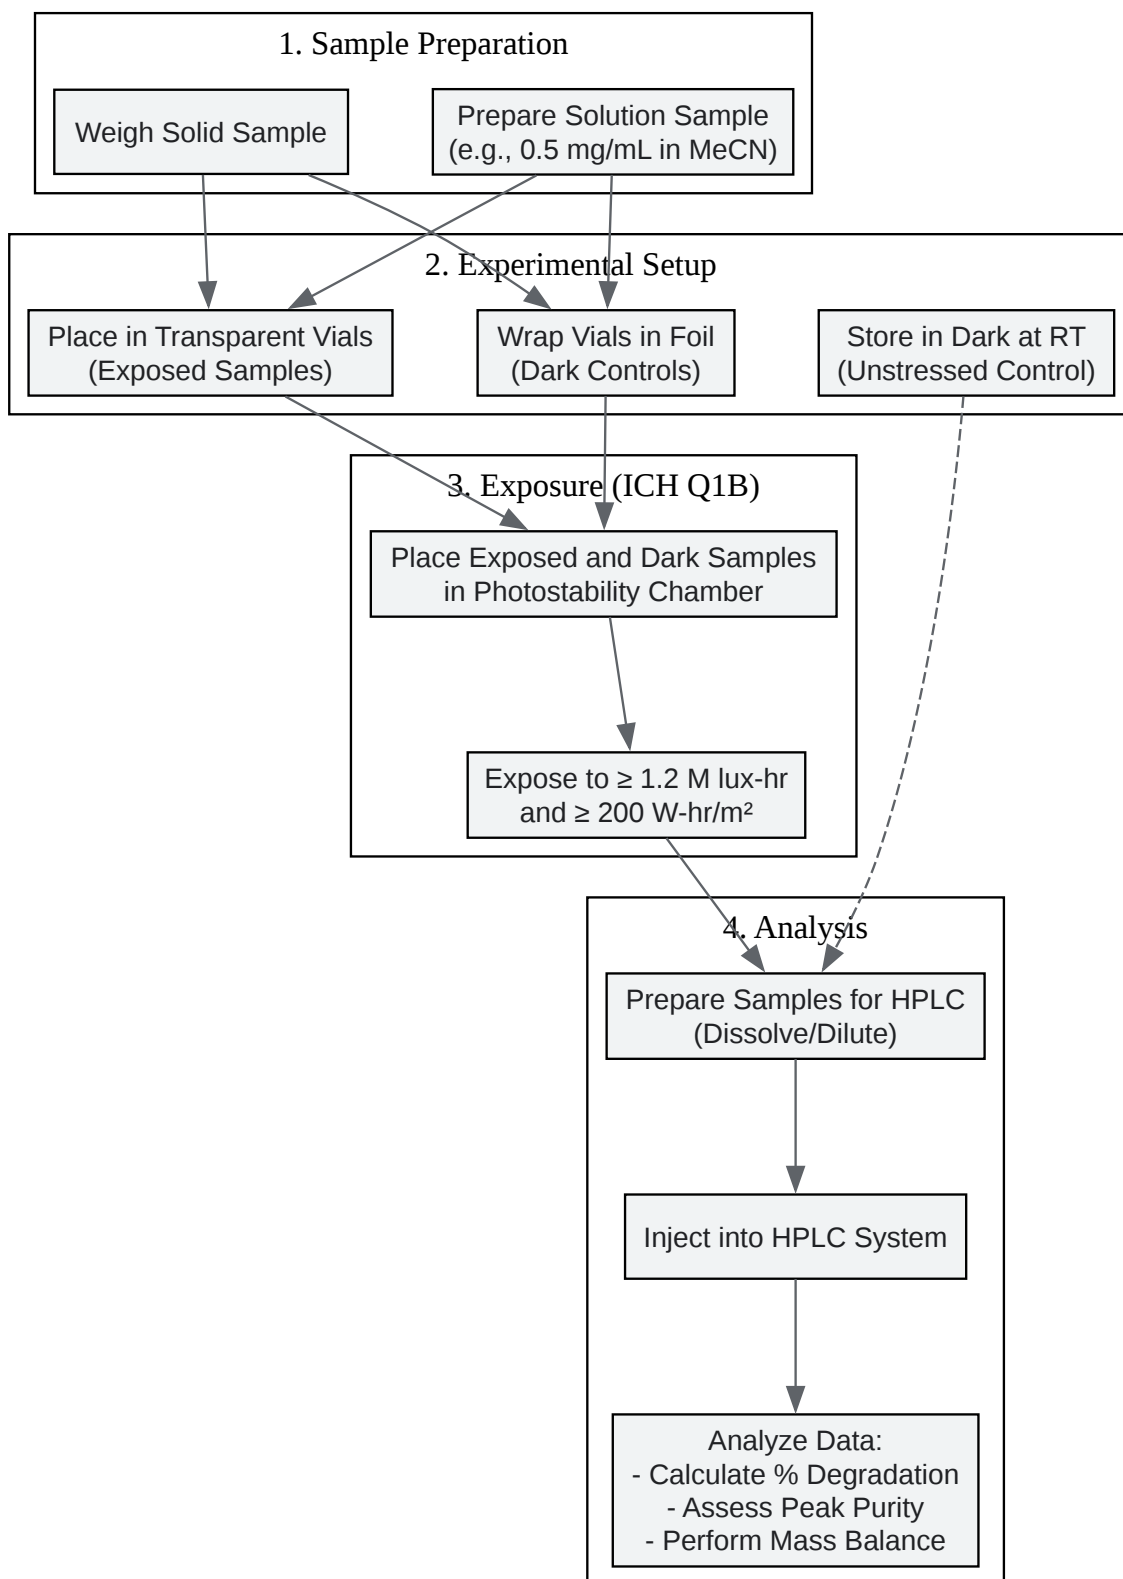 1. Sample Preparation
Weigh Solid Sample
Prepare Solution Sample
(e.g., 0.5 mg/mL in MeCN)
2. Experimental Setup
Place in Transparent Vials
(Exposed Samples)
Wrap Vials in Foil
(Dark Controls)
Store in Dark at RT
(Unstressed Control)
3. Exposure (ICH Q1B)
Place Exposed and Dark Samples
in Photostability Chamber
Expose to ≥ 1.2 M lux-hr
and ≥ 200 W-hr/m²
4. Analysis
Prepare Samples for HPLC
(Dissolve/Dilute)
Inject into HPLC System
Analyze Data:
- Calculate % Degradation
- Assess Peak Purity
- Perform Mass Balance